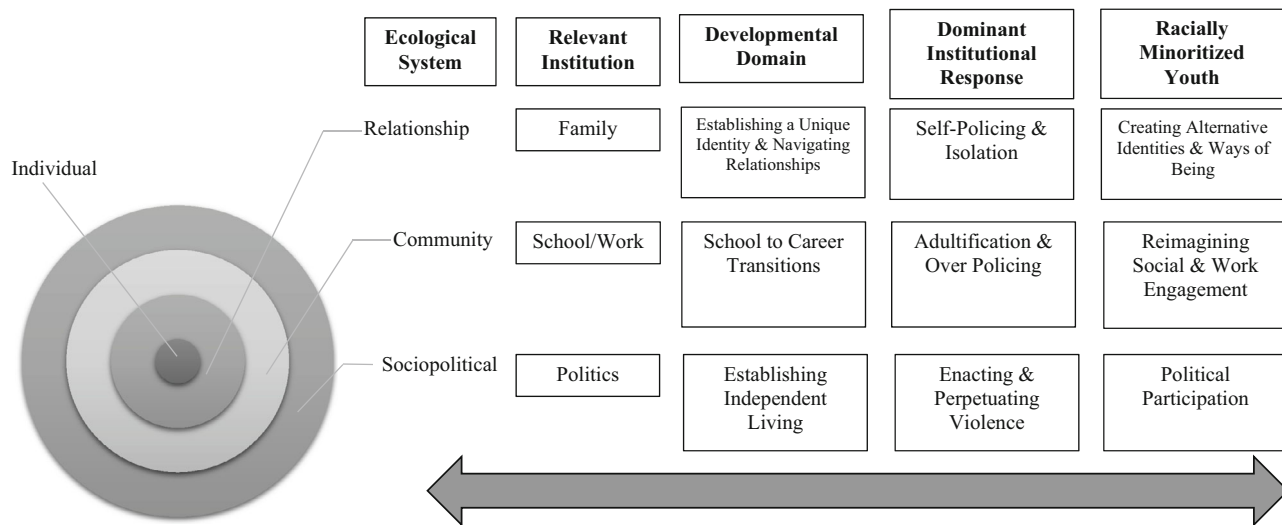 Ecological
System
Relevant
Institution
Developmental
Domain
Dominant
Institutional
Response
Racially
Minoritized
Youth
Individual
Relationship
Family
Establishing a Unique
Identity & Navigating
Relationships
Self-Policing &
Isolation
Creating Alternative
Identities & Ways of
Being
Community
School/Work
School to Career
Transitions
Adultification &
Over Policing
Reimagining
Social & Work
Engagement
Sociopolitical
Politics
Establishing
Independent
Living
Enacting &
Perpetuating
Violence
Political
Participation